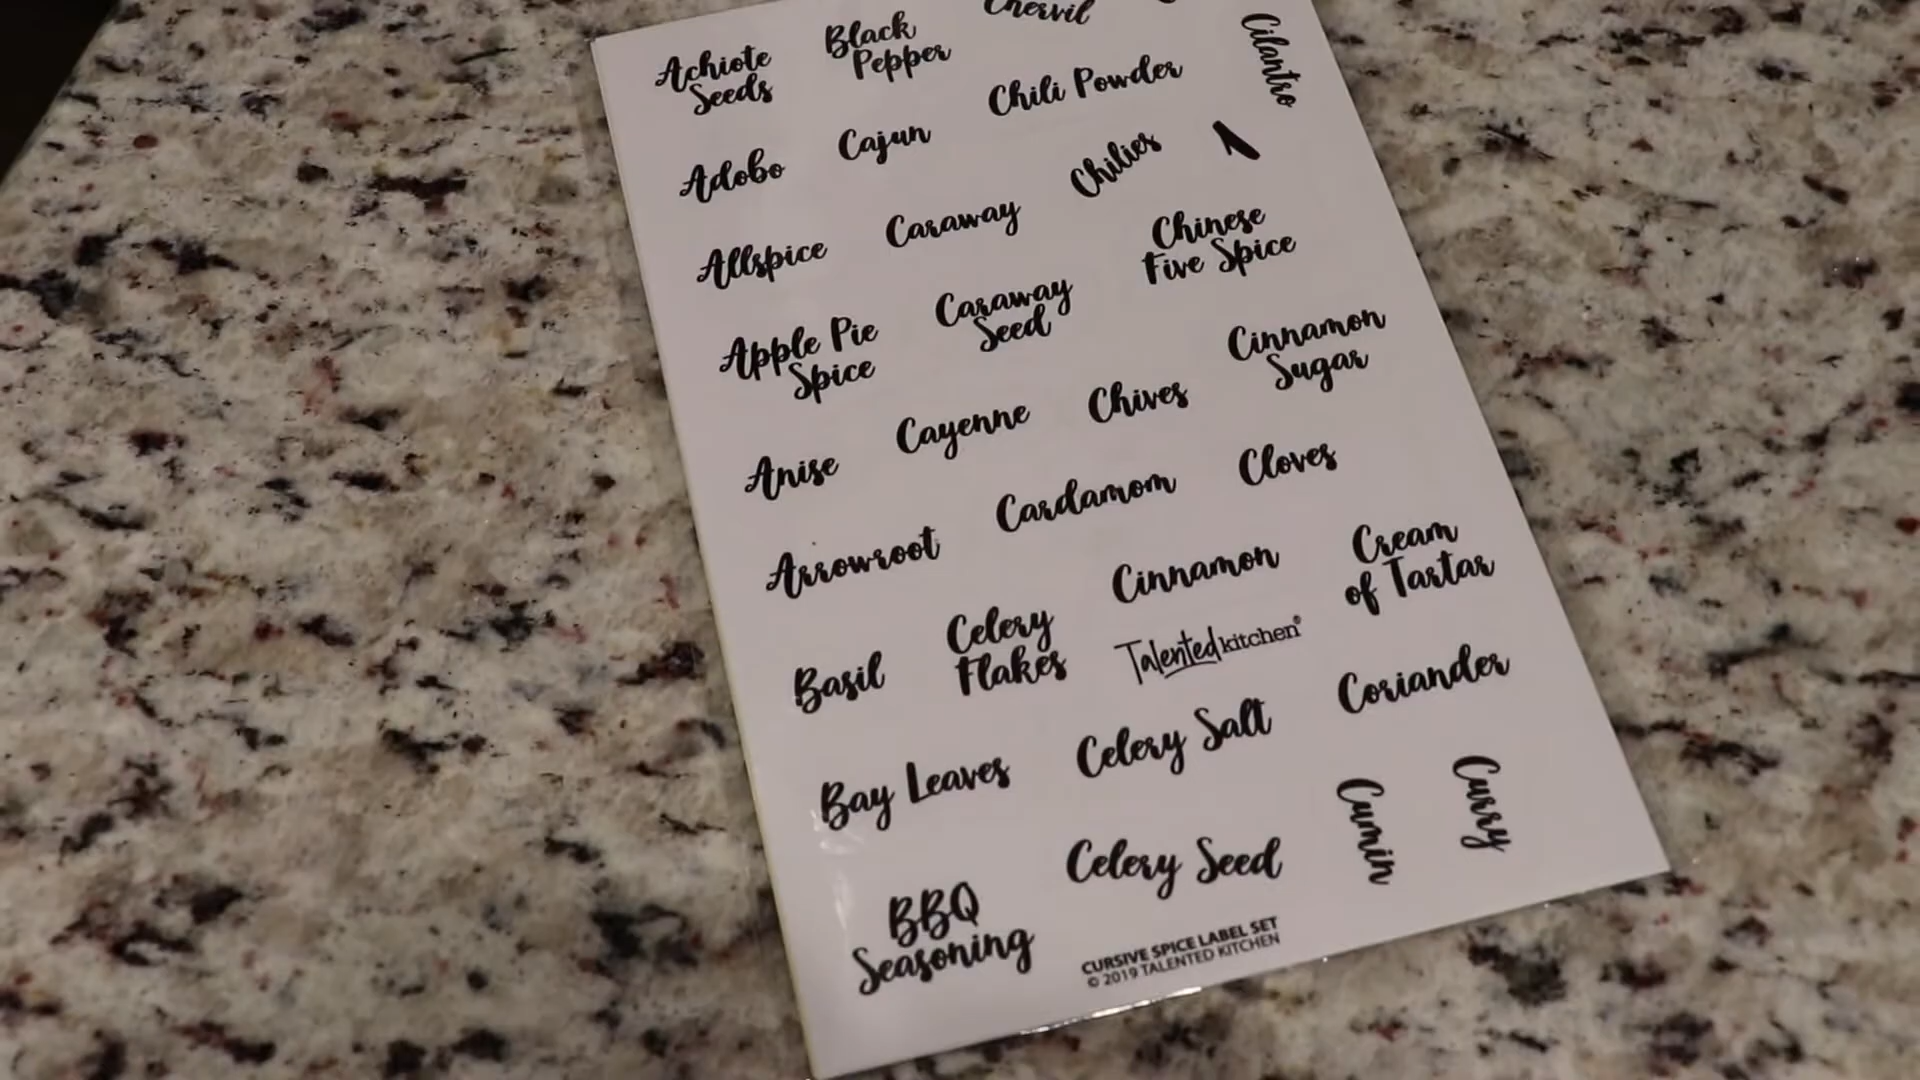 Achiote
Seeds
Adobo
Allspice
Apple Pie
Spice
Anise
Arrowroot
Basil
Bay Leaves
BBQ
Seasoning
Black
Pepper
Cajun
Caraway
Caraway
Seed
Cayenne
Cardamom
Celery
Flakes
Celery Salt
Celery Seed
Chervil
Chili Powder
Chilies
Chinese
Five Spice
Chives
Cinnamon
Sugar
Cloves
Cinnamon
Talentedkitchen®
Cream
of Tartar
Coriander
Cilantro
Cumin
Curry
CURSIVE SPICE LABEL SET
© 2019 TALENTED KITCHEN